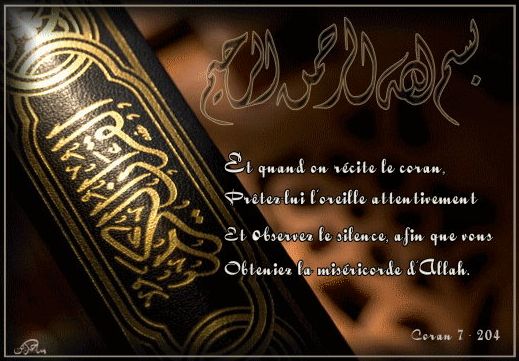 بسم الله الرحمن الرحيم
Et quand on récite le coran,
Prêtez-lui l'oreille attentivement
Et Observez le silence, afin que vous
Obteniez la miséricorde d'Allah.
Coran 7 - 204